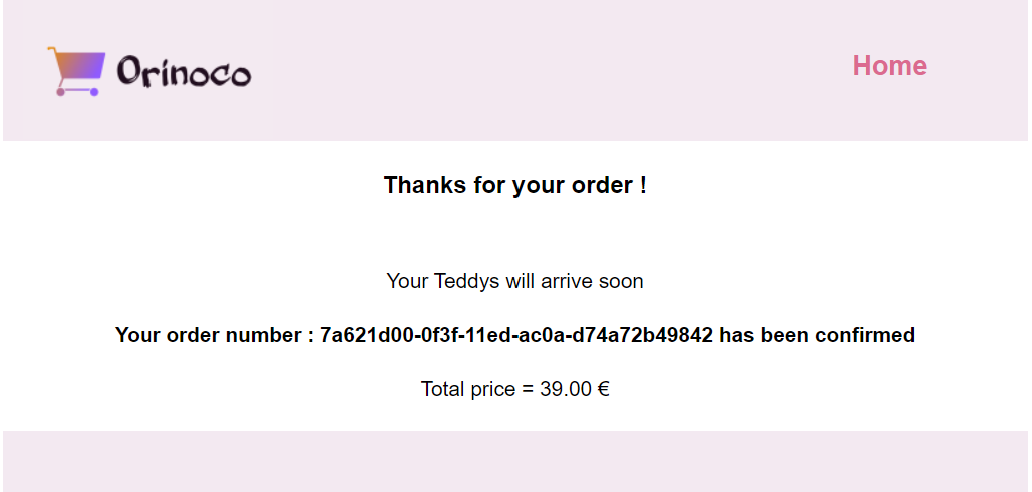 Orinoco
Home
Thanks for your order !
Your Teddys will arrive soon
Your order number : 7a621d00-0f3f-11ed-ac0a-d74a72b49842 has been confirmed
Total price = 39.00 €